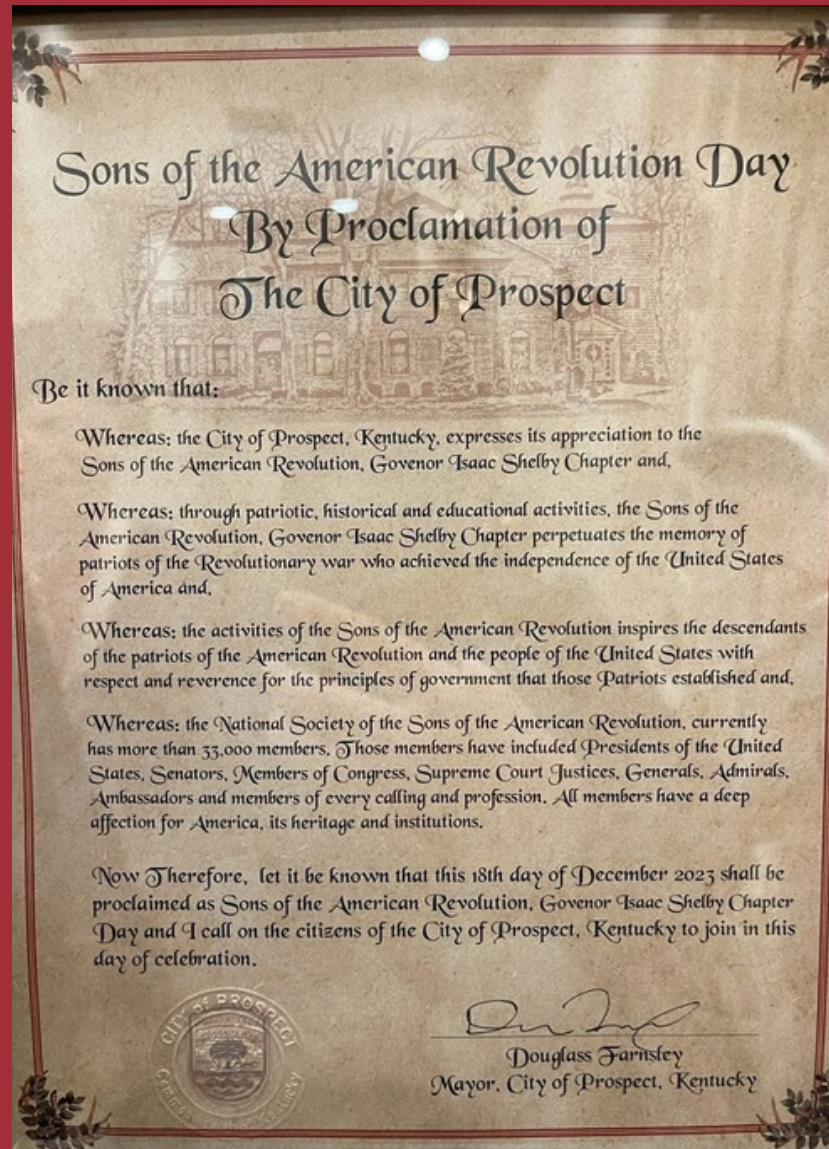 Sons of the American Revolution Day
By Proclamation of
The City of Prospect
Be it known that:
Whereas: the City of Prospect, Kentucky, expresses its appreciation to the
Sons of the American Revolution, Govenor Isaac Shelby Chapter and,
Whereas: through patriotic, historical and educational activities, the Sons of the
American Revolution, Govenor Isaac Shelby Chapter perpetuates the memory of
patriots of the Revolutionary war who achieved the independence of the United States
of America and,
Whereas: the activities of the Sons of the American Revolution inspires the descendants
of the patriots of the American Revolution and the people of the United States with
respect and reverence for the principles of government that those Patriots established and,
Whereas: the National Society of the Sons of the American Revolution, currently
has more than 33,000 members. Those members have included Presidents of the United
States, Senators, Members of Congress, Supreme Court Justices, Generals, Admirals,
Ambassadors and members of every calling and profession. All members have a deep
affection for America, its heritage and institutions.
Now Therefore, let it be known that this 18th day of December 2023 shall be
proclaimed as Sons of the American Revolution, Govenor Isaac Shelby Chapter
Day and I call on the citizens of the City of Prospect, Kentucky to join in this
day of celebration.
CITY of PROSPECT
Douglass Farnsley
Mayor, City of Prospect, Kentucky